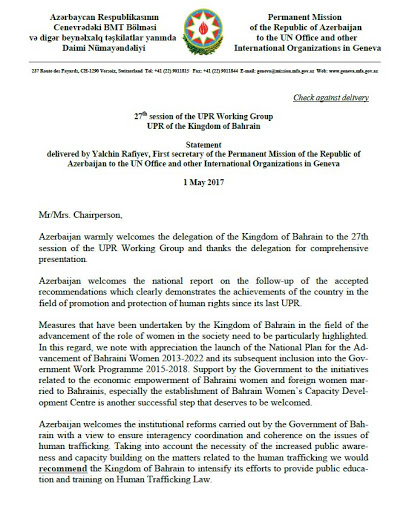 Azərbaycan Respublikasının
Cenevrədəki BMT Bölməsi
və digər beynəlxalq təşkilatlar yanında
Daimi Nümayəndəliyi
Permanent Mission
of the Republic of Azerbaijan
to the UN Office and other
International Organizations in Geneva
237 Route des Fayards, CH-1290 Versoix, Switzerland Tel: +41 (22) 9011815 Fax: +41 (22) 9011844 E-mail: geneva@mission.mfa.gov.az Web: www.geneva.mfa.gov.az
Check against delivery
27th session of the UPR Working Group
UPR of the Kingdom of Bahrain
Statement
delivered by Yalchin Rafiyev, First secretary of the Permanent Mission of the Republic of
Azerbaijan to the UN Office and other International Organizations in Geneva
1 May 2017
Mr/Mrs. Chairperson,
Azerbaijan warmly welcomes the delegation of the Kingdom of Bahrain to the 27th
session of the UPR Working Group and thanks the delegation for comprehensive
presentation.
Azerbaijan welcomes the national report on the follow-up of the accepted
recommendations which clearly demonstrates the achievements of the country in the
field of promotion and protection of human rights since its last UPR.
Measures that have been undertaken by the Kingdom of Bahrain in the field of the
advancement of the role of women in the society need to be particularly highlighted.
In this regard, we note with appreciation the launch of the National Plan for the Ad-
vancement of Bahraini Women 2013-2022 and its subsequent inclusion into the Gov-
ernment Work Programme 2015-2018. Support by the Government to the initiatives
related to the economic empowerment of Bahraini women and foreign women mar-
ried to Bahrainis, especially the establishment of Bahrain Women`s Capacity Devel-
opment Centre is another successful step that deserves to be welcomed.
Azerbaijan welcomes the institutional reforms carried out by the Government of Bah-
rain with a view to ensure interagency coordination and coherence on the issues of
human trafficking. Taking into account the necessity of the increased public aware-
ness and capacity building on the matters related to the human trafficking we would
recommend the Kingdom of Bahrain to intensify its efforts to provide public educa-
tion and training on Human Trafficking Law.